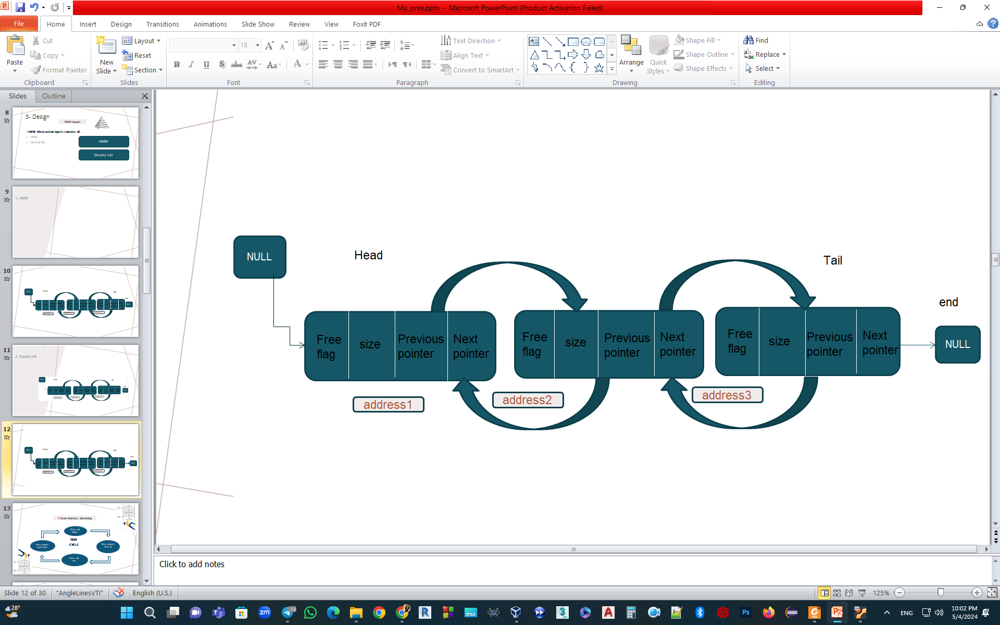 My_pres.pptx - Microsoft PowerPoint (Product Activation Failed)
File Home Insert Design Transitions Animations Slide Show Review View Foxit PDF
Paste
Cut
Copy
Format Painter
Clipboard
New
Slide
Layout
Reset
Section
Slides
18
B I U S abc AV Aa A
Font
Paragraph
Text Direction
Align Text
Convert to SmartArt
Arrange
Quick
Styles
Shape Fill
Shape Outline
Shape Effects
Drawing
Find
Replace
Select
Editing
Slides Outline
8
3- Design
HMM layers
HMM Abstraction layers consists of:
HMM
Doubly list
HMM
Doubly list
9
1. HMM
10
Head
Tail
end
11
2. Doubly list
Head
Tail
12
Head
Tail
end
13
Fiscal memory allocating
OUR
CYCLE
NULL
Head
Tail
end
Free
flag
size
Previous
pointer
Next
pointer
Free
flag
size
Previous
pointer
Next
pointer
Free
flag
size
Previous
pointer
Next
pointer
NULL
address1
address2
address3
Click to add notes
Slide 12 of 30 "AngleLinesVTI" English (U.S.) 125%
28°
13
zm
ENG
10:02 PM
5/4/2024